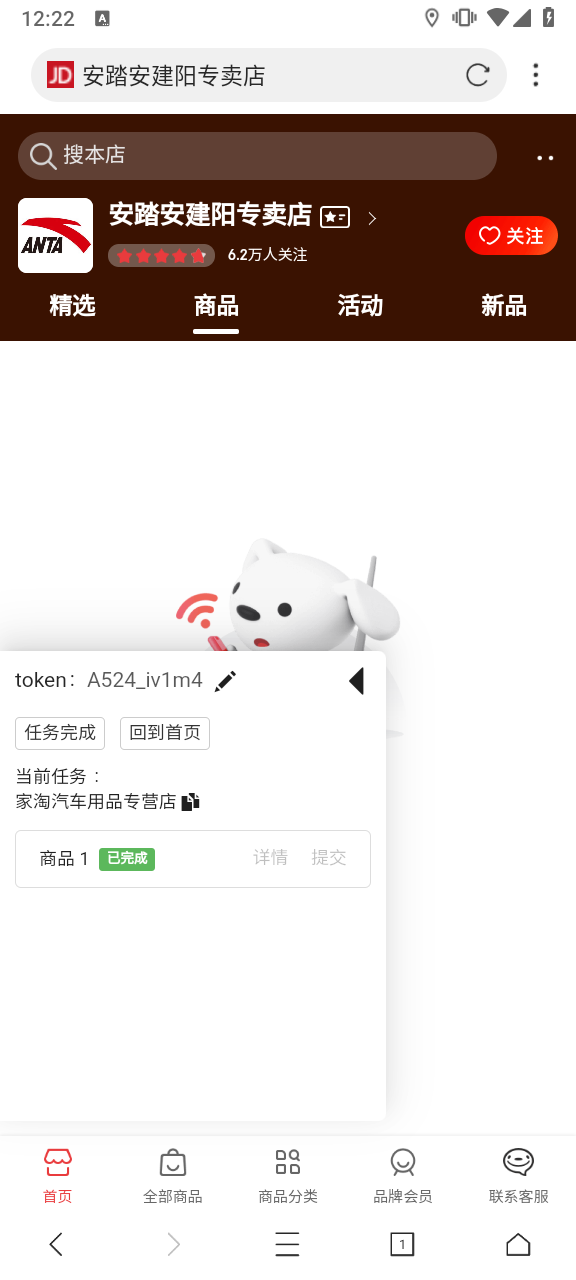 12:22
A
JD 安踏安建阳专卖店
搜本店
ANTA
安踏安建阳专卖店
6.2万人关注
关注
精选 商品 活动 新品
token: A524_iv1m4
任务完成 回到首页
当前任务：
家淘汽车用品专营店
商品 1 已完成 详情 提交
首页 全部商品 商品分类 品牌会员 联系客服
1